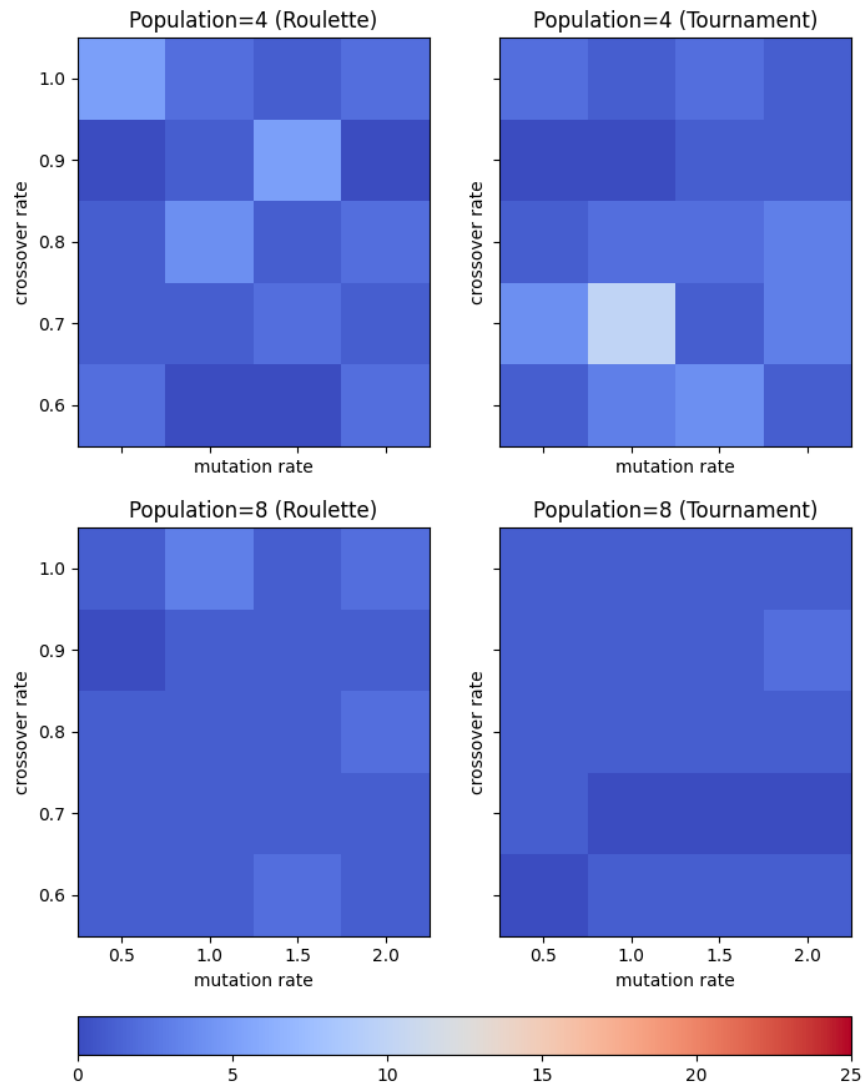 Population=4 (Roulette)
Population=4 (Tournament)
1.0
0.9
0.8
0.7
0.6
crossover rate
crossover rate
mutation rate
mutation rate
Population=8 (Roulette)
Population=8 (Tournament)
1.0
0.9
0.8
0.7
0.6
crossover rate
crossover rate
0.5 1.0 1.5 2.0
0.5 1.0 1.5 2.0
mutation rate
mutation rate
0 5 10 15 20 25